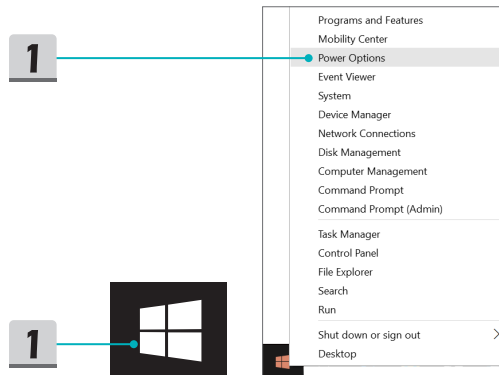 1
Programs and Features
Mobility Center
Power Options
Event Viewer
System
Device Manager
Network Connections
Disk Management
Computer Management
Command Prompt
Command Prompt (Admin)
Task Manager
Control Panel
File Explorer
Search
Run
Shut down or sign out
Desktop
1